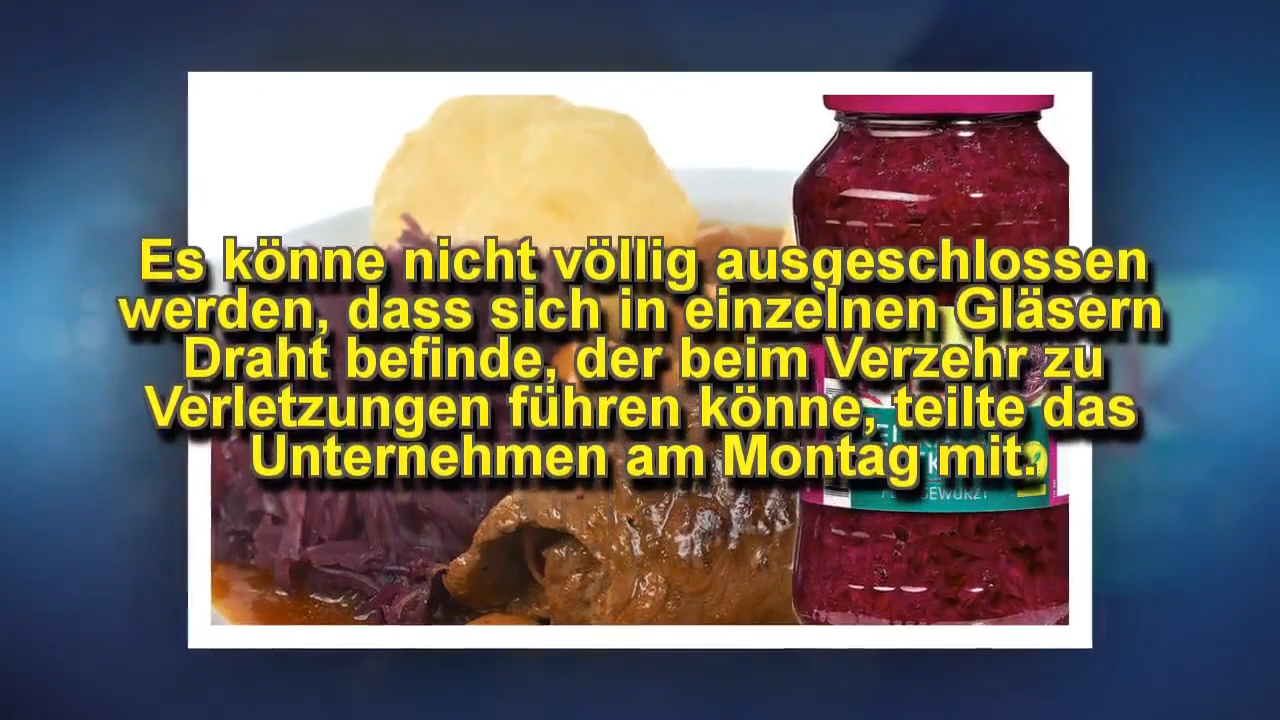 Es könne nicht völlig ausgeschlossen
werden, dass sich in einzelnen Gläsern
Draht befinde, der beim Verzehr zu
Verletzungen führen könne, teilte das
Unternehmen am Montag mit.